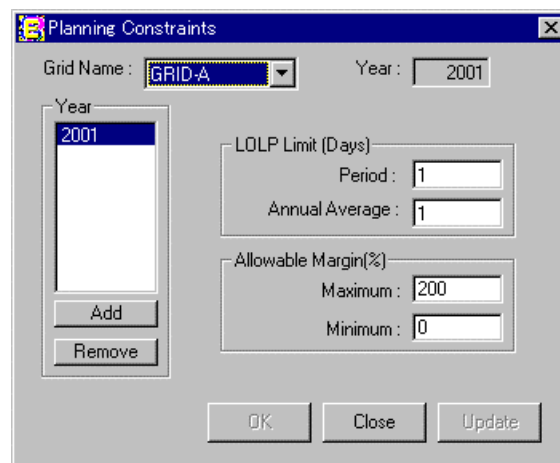 Planning Constraints
Grid Name : GRID-A Year : 2001
Year
2001
LOLP Limit (Days)
Period : 1
Annual Average : 1
Allowable Margin(%)
Maximum : 200
Minimum : 0
Add
Remove
OK Close Update